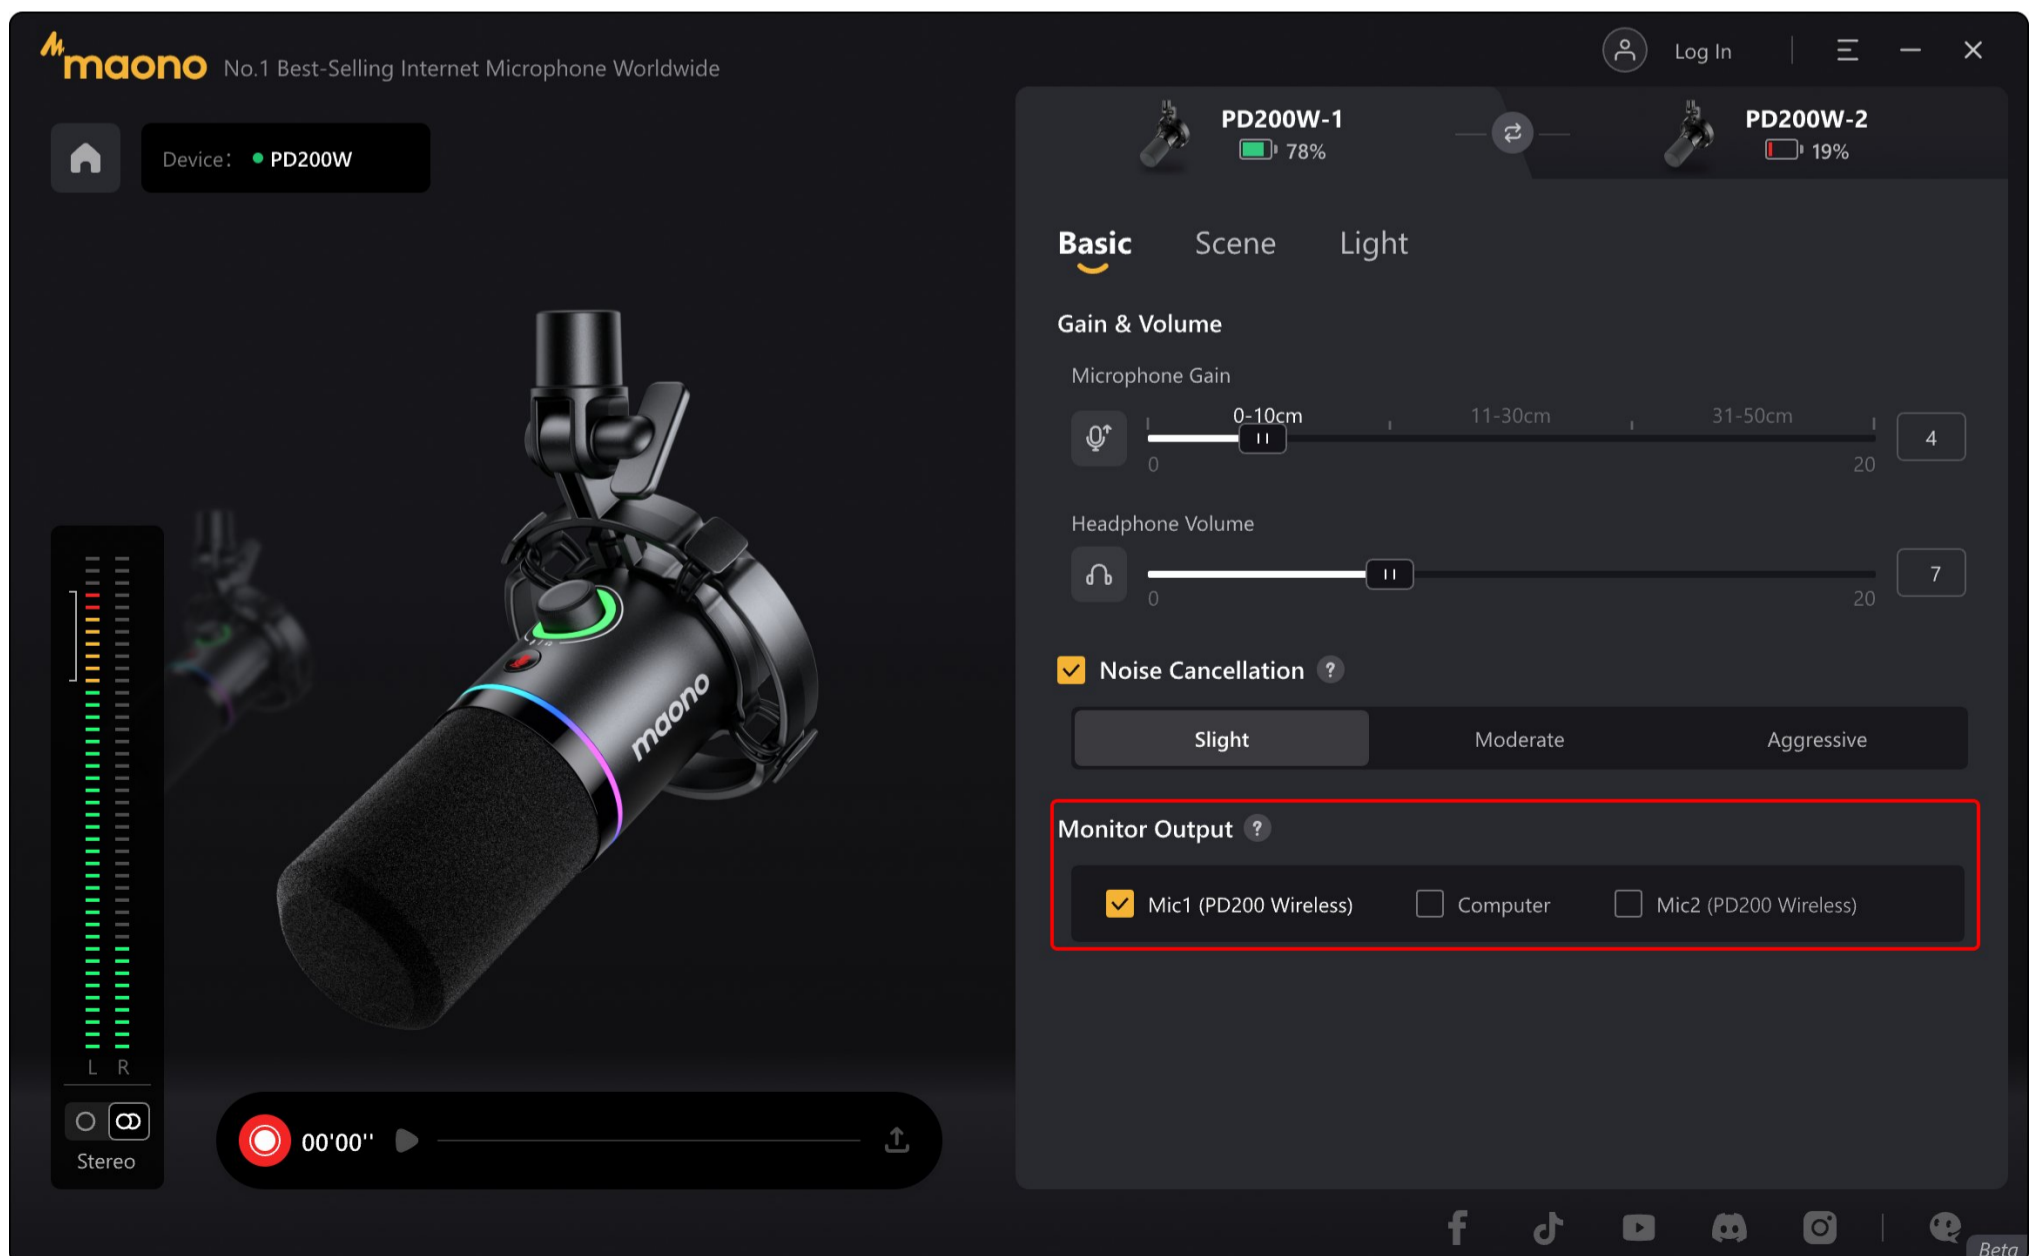 maono No.1 Best-Selling Internet Microphone Worldwide
Log In
Device: PD200W
PD200W-1
78%
PD200W-2
19%
Basic Scene Light
Gain & Volume
Microphone Gain
0-10cm 11-30cm 31-50cm
4
0 20
Headphone Volume
7
0 20
Noise Cancellation ?
Slight Moderate Aggressive
Monitor Output ?
Mic1 (PD200 Wireless) Computer Mic2 (PD200 Wireless)
maono
L R
Stereo
00'00''
Beta